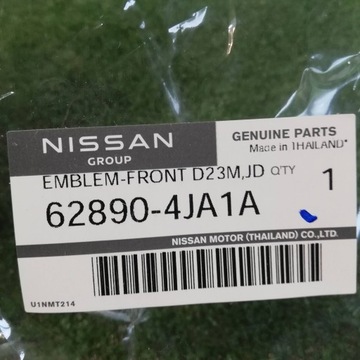 NISSAN
GROUP
GENUINE PARTS
Made in THAILAND*
EMBLEM-FRONT D23M,JD QTY 1
62890-4JA1A
NISSAN MOTOR (THAILAND) CO.,LTD.
U1NMT214